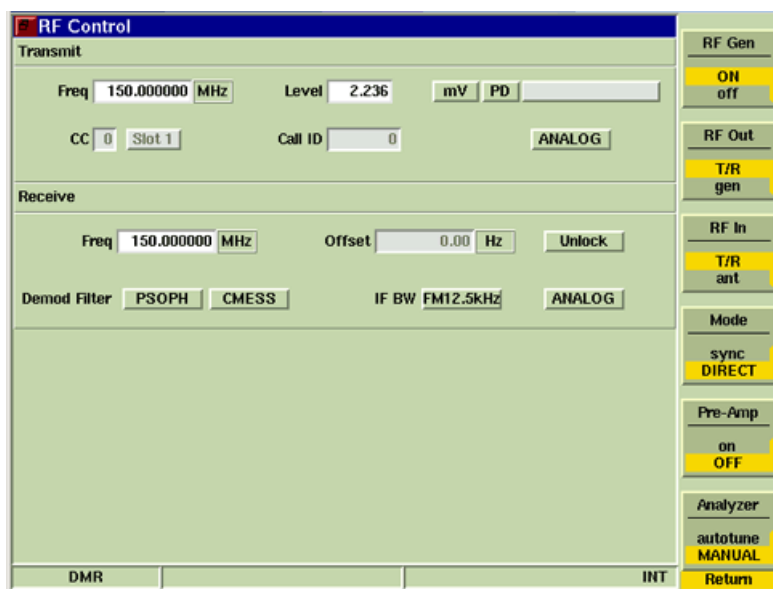 RF Control
Transmit
Freq 150.000000 MHz Level 2.236 mV PD
CC 0 Slot 1 Call ID 0 ANALOG
Receive
Freq 150.000000 MHz Offset 0.00 Hz Unlock
Demod Filter PSOPH CMESS IF BW FM12.5kHz ANALOG
DMR INT
RF Gen
ON
off
RF Out
T/R
gen
RF In
T/R
ant
Mode
sync
DIRECT
Pre-Amp
on
OFF
Analyzer
autotune
MANUAL
Return